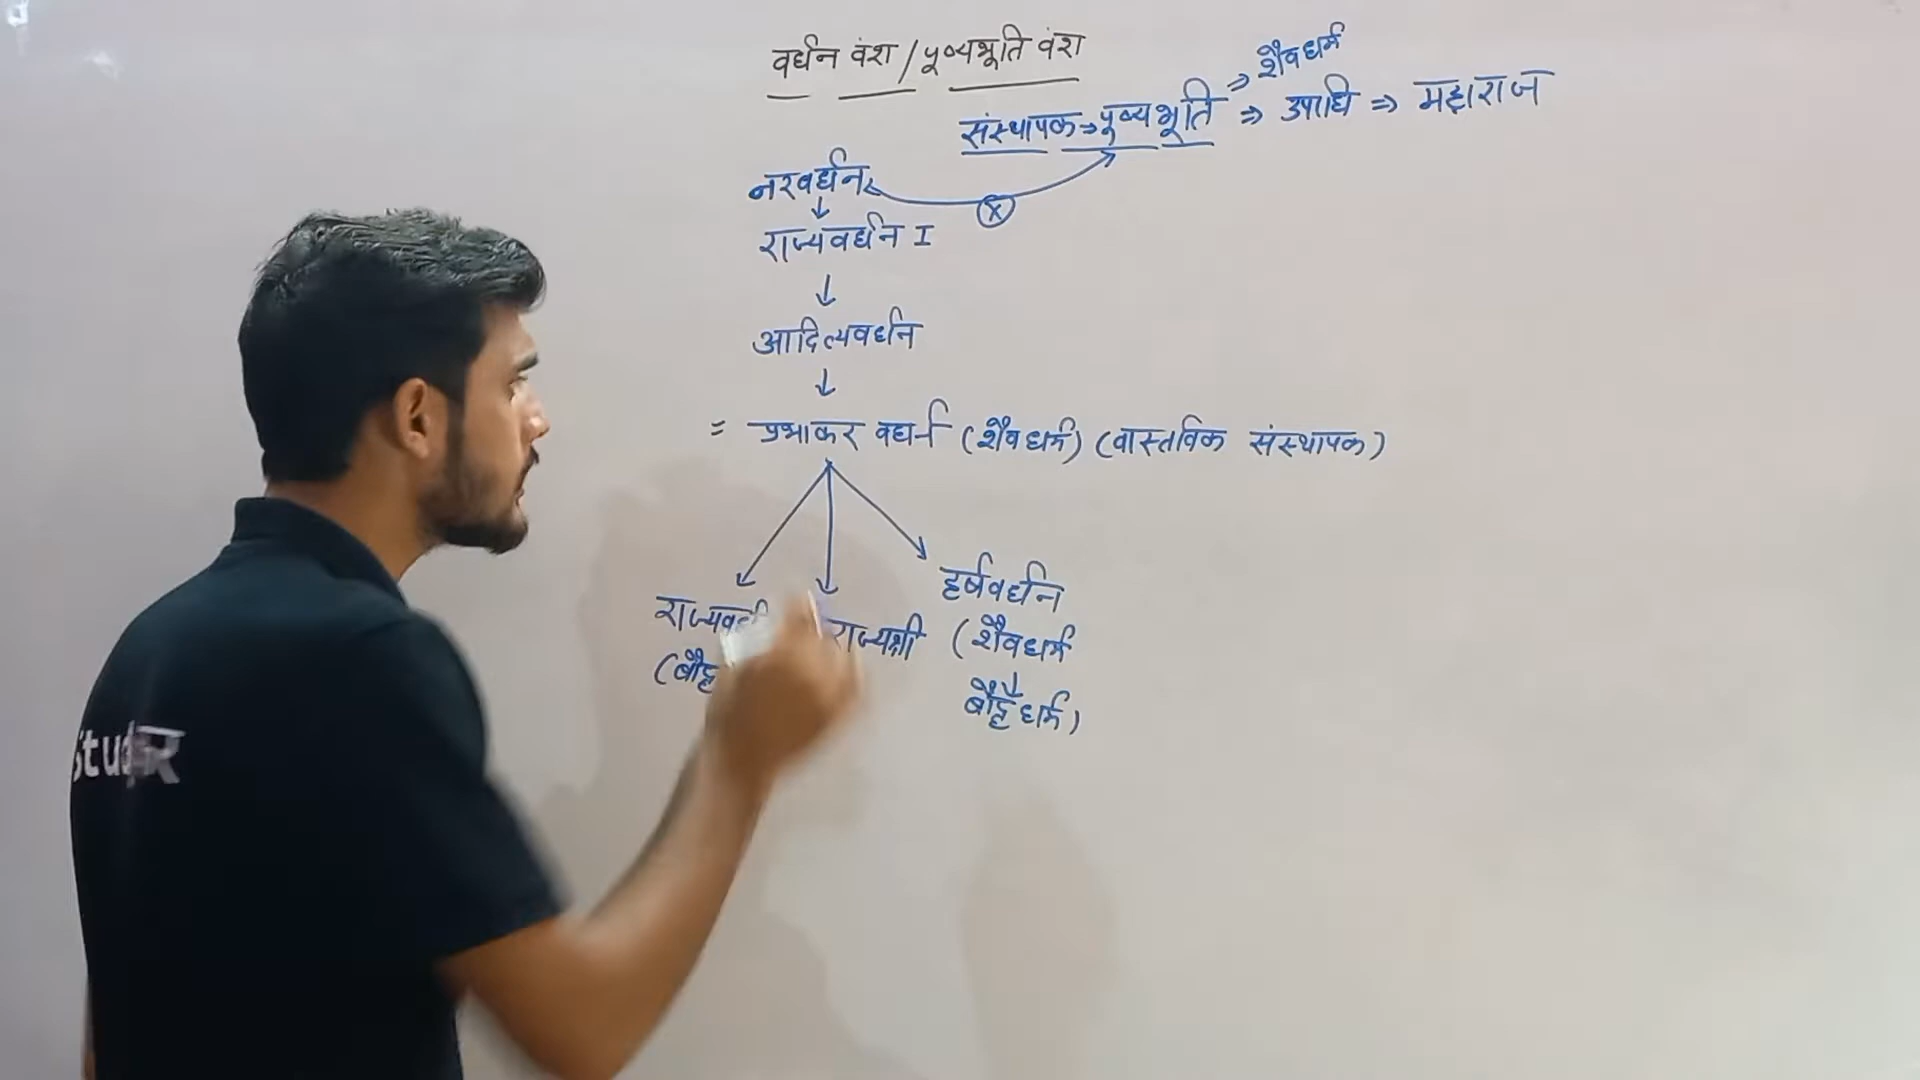 वर्धन वंश / पूष्यभूति वंश
संस्थापक → पूष्यभूति ⇒ शैवधर्म
⇒ उपाधि ⇒ महाराज
नरवर्धन
↓
राज्यवर्धन I
↓
आदित्यवर्धन
↓
= प्रभाकर वर्धन (शैवधर्म) (वास्तविक संस्थापक)
राज्यश्री
हर्षवर्धन
(शैवधर्म
↓
बौद्धधर्म)